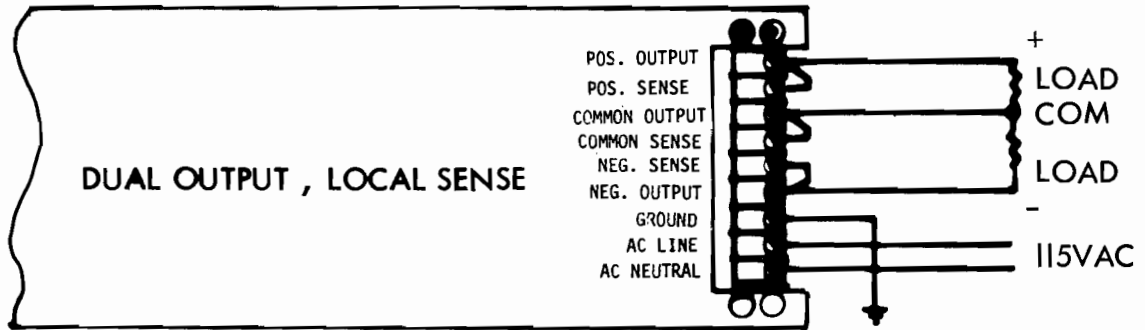 POS. OUTPUT
POS. SENSE
COMMON OUTPUT
COMMON SENSE
NEG. SENSE
NEG. OUTPUT
GROUND
AC LINE
AC NEUTRAL
DUAL OUTPUT , LOCAL SENSE
+
LOAD
COM
LOAD
-
115VAC